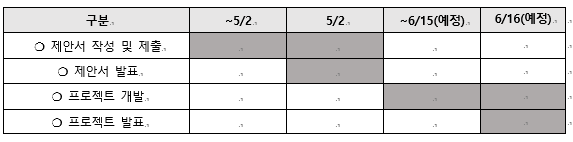 구분 ~5/2 5/2 ~6/15(예정) 6/16(예정)
❍ 제안서 작성 및 제출
❍ 제안서 발표
❍ 프로젝트 개발
❍ 프로젝트 발표